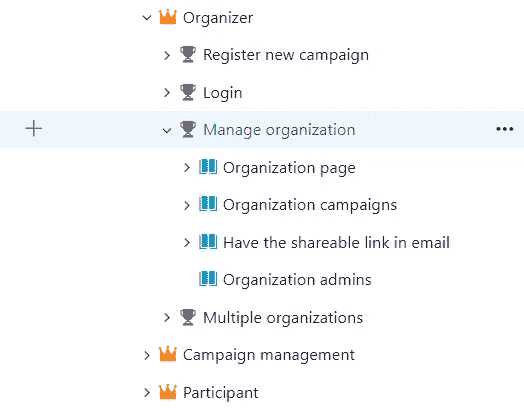 Organizer
Register new campaign
Login
Manage organization
Organization page
Organization campaigns
Have the shareable link in email
Organization admins
Multiple organizations
Campaign management
Participant